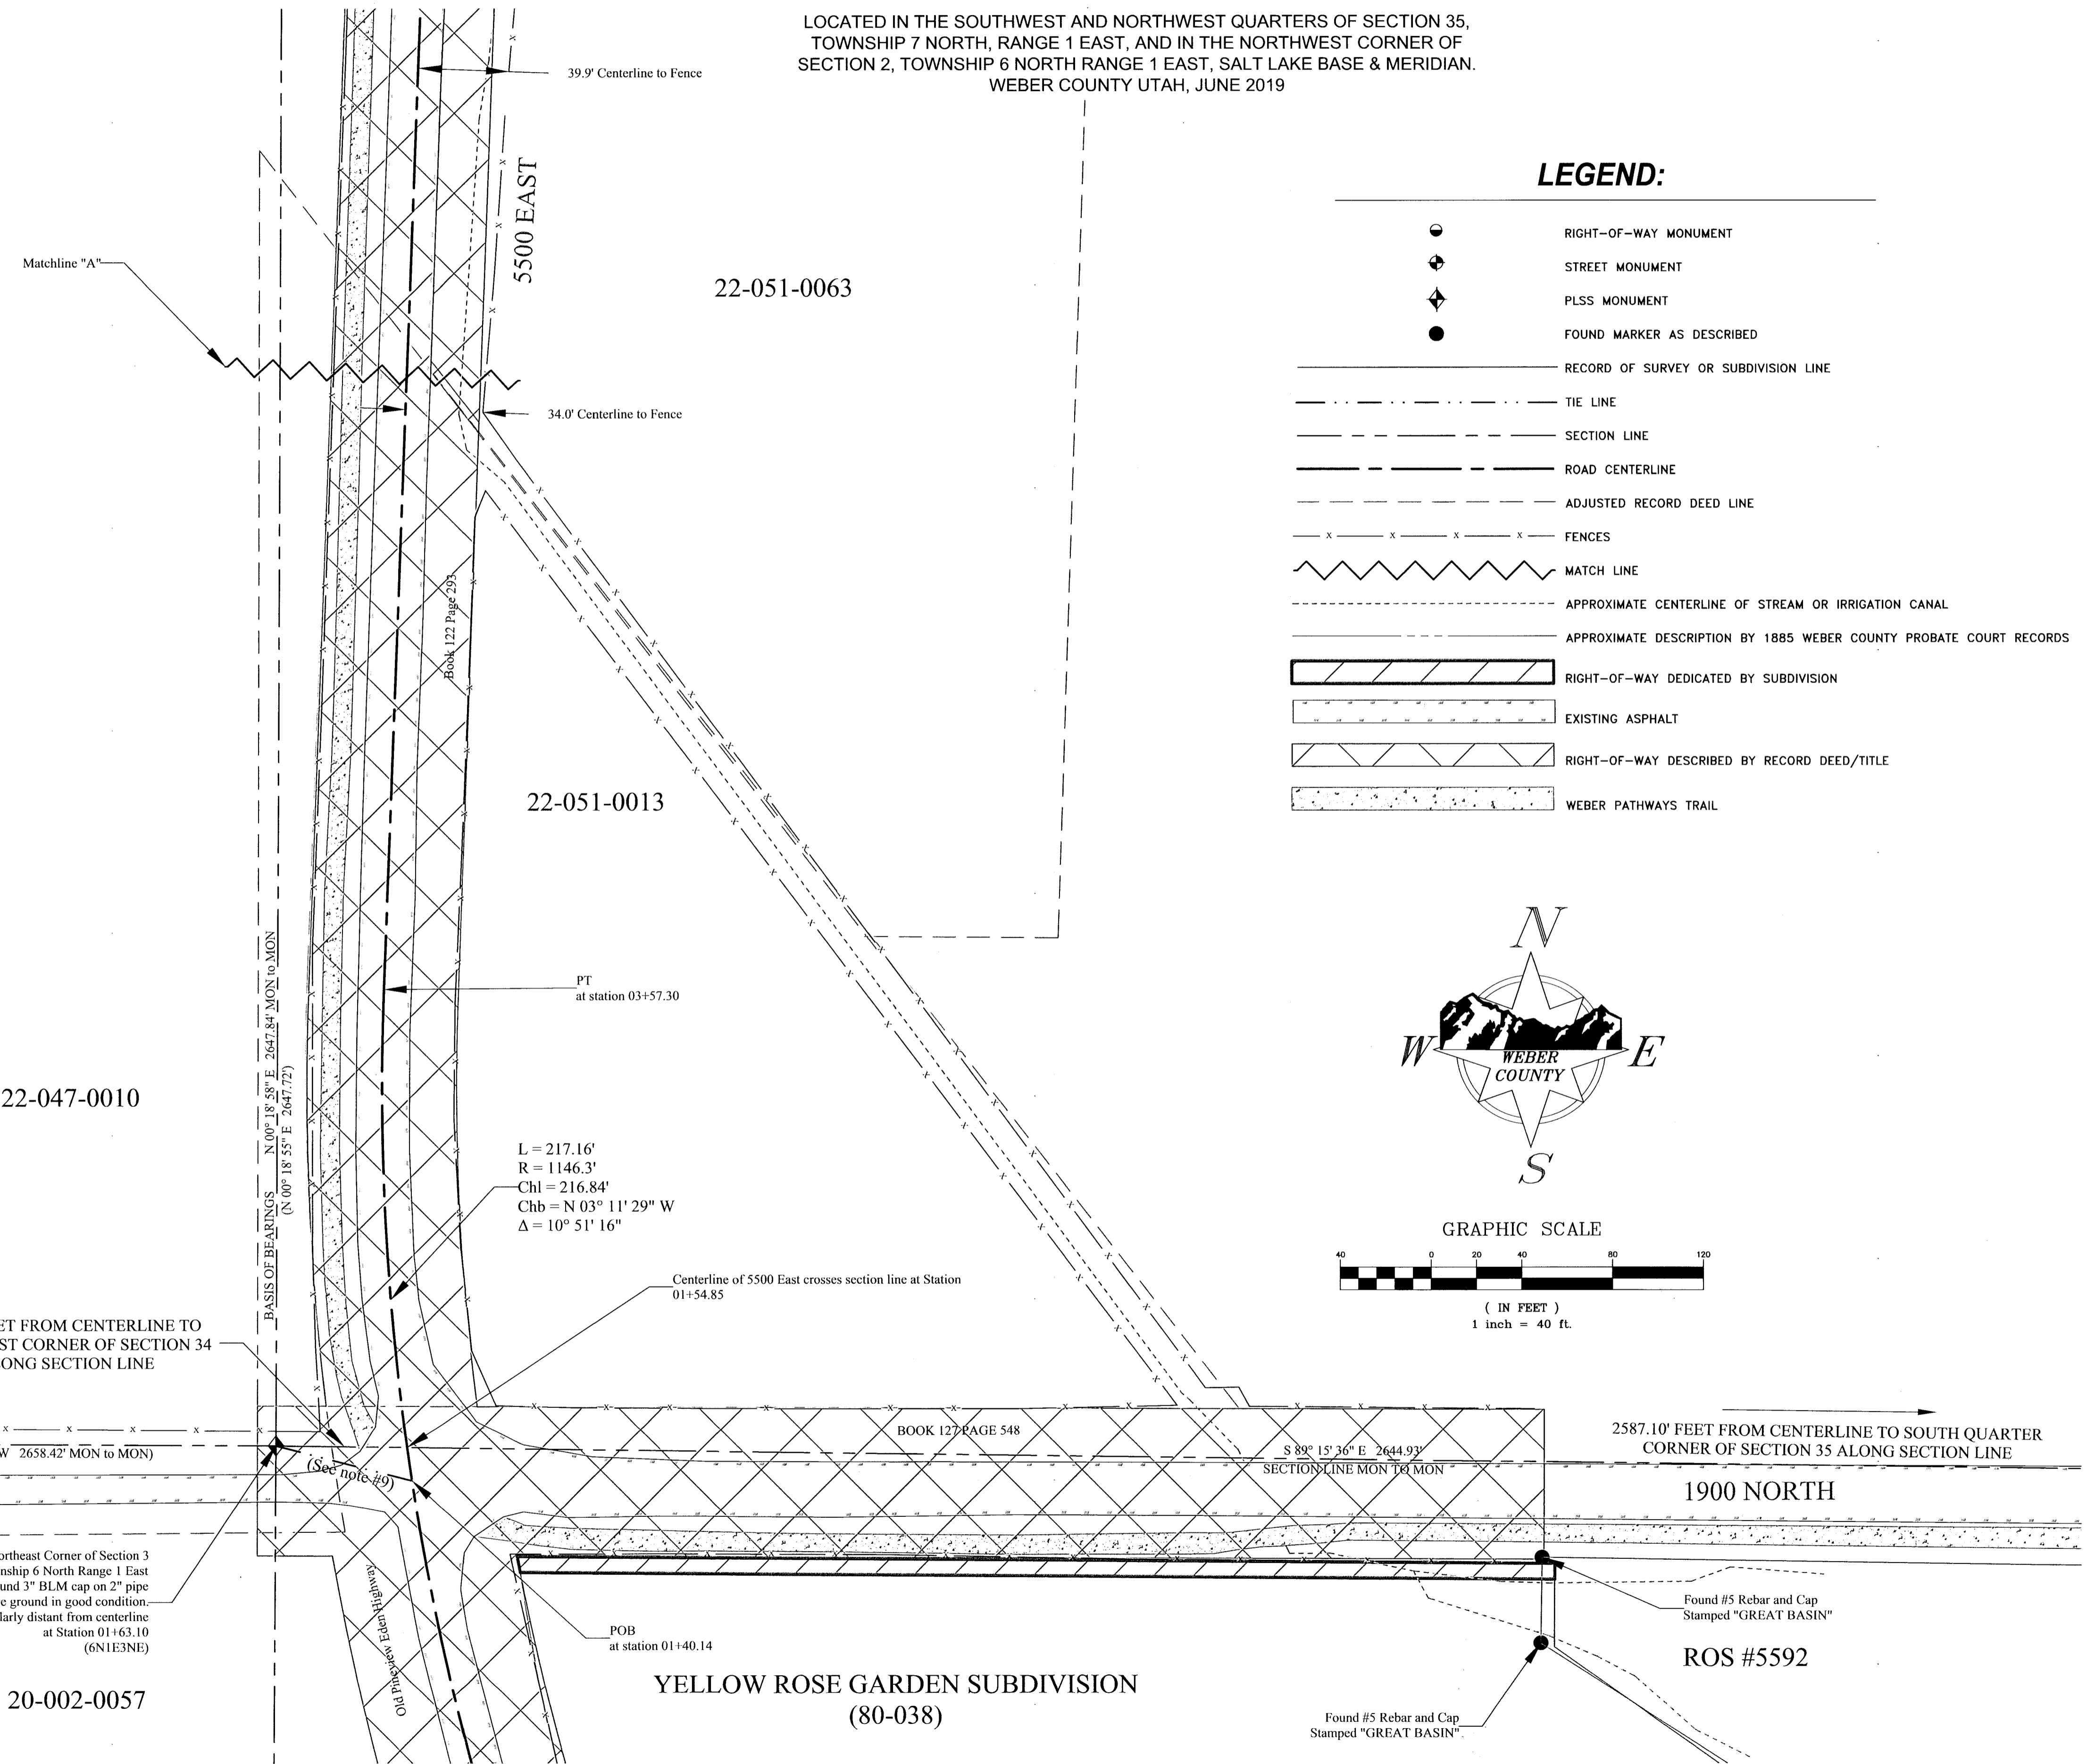 LOCATED IN THE SOUTHWEST AND NORTHWEST QUARTERS OF SECTION 35,
TOWNSHIP 7 NORTH, RANGE 1 EAST, AND IN THE NORTHWEST CORNER OF
SECTION 2, TOWNSHIP 6 NORTH RANGE 1 EAST, SALT LAKE BASE & MERIDIAN.
WEBER COUNTY UTAH, JUNE 2019
39.9' Centerline to Fence
5500 EAST
Matchline "A"
22-051-0063
34.0' Centerline to Fence
LEGEND:
RIGHT-OF-WAY MONUMENT
STREET MONUMENT
PLSS MONUMENT
FOUND MARKER AS DESCRIBED
RECORD OF SURVEY OR SUBDIVISION LINE
TIE LINE
SECTION LINE
ROAD CENTERLINE
ADJUSTED RECORD DEED LINE
FENCES
MATCH LINE
APPROXIMATE CENTERLINE OF STREAM OR IRRIGATION CANAL
APPROXIMATE DESCRIPTION BY 1885 WEBER COUNTY PROBATE COURT RECORDS
RIGHT-OF-WAY DEDICATED BY SUBDIVISION
EXISTING ASPHALT
RIGHT-OF-WAY DESCRIBED BY RECORD DEED/TITLE
WEBER PATHWAYS TRAIL
Book 122 Page 293
22-051-0013
PT
at station 03+57.30
BASIS OF BEARINGS N 00° 18' 58" E 2647.84' MON to MON
(N 00° 18' 55" E 2647.72')
22-047-0010
L = 217.16'
R = 1146.3'
Chl = 216.84'
Chb = N 03° 11' 29" W
Δ = 10° 51' 16"
N
W
WEBER
COUNTY
E
S
GRAPHIC SCALE
40 0 20 40 80 120
( IN FEET )
1 inch = 40 ft.
Centerline of 5500 East crosses section line at Station
01+54.85
ET FROM CENTERLINE TO
ST CORNER OF SECTION 34
ONG SECTION LINE
W 2658.42' MON to MON)
(See note #9)
BOOK 127 PAGE 548
S 89° 15' 36" E 2644.93'
SECTION LINE MON TO MON
2587.10' FEET FROM CENTERLINE TO SOUTH QUARTER
CORNER OF SECTION 35 ALONG SECTION LINE
1900 NORTH
ortheast Corner of Section 3
nship 6 North Range 1 East
und 3" BLM cap on 2" pipe
e ground in good condition.
larly distant from centerline
at Station 01+63.10
(6N1E3NE)
20-002-0057
Old Pineview Eden Highway
POB
at station 01+40.14
YELLOW ROSE GARDEN SUBDIVISION
(80-038)
Found #5 Rebar and Cap
Stamped "GREAT BASIN"
ROS #5592
Found #5 Rebar and Cap
Stamped "GREAT BASIN"